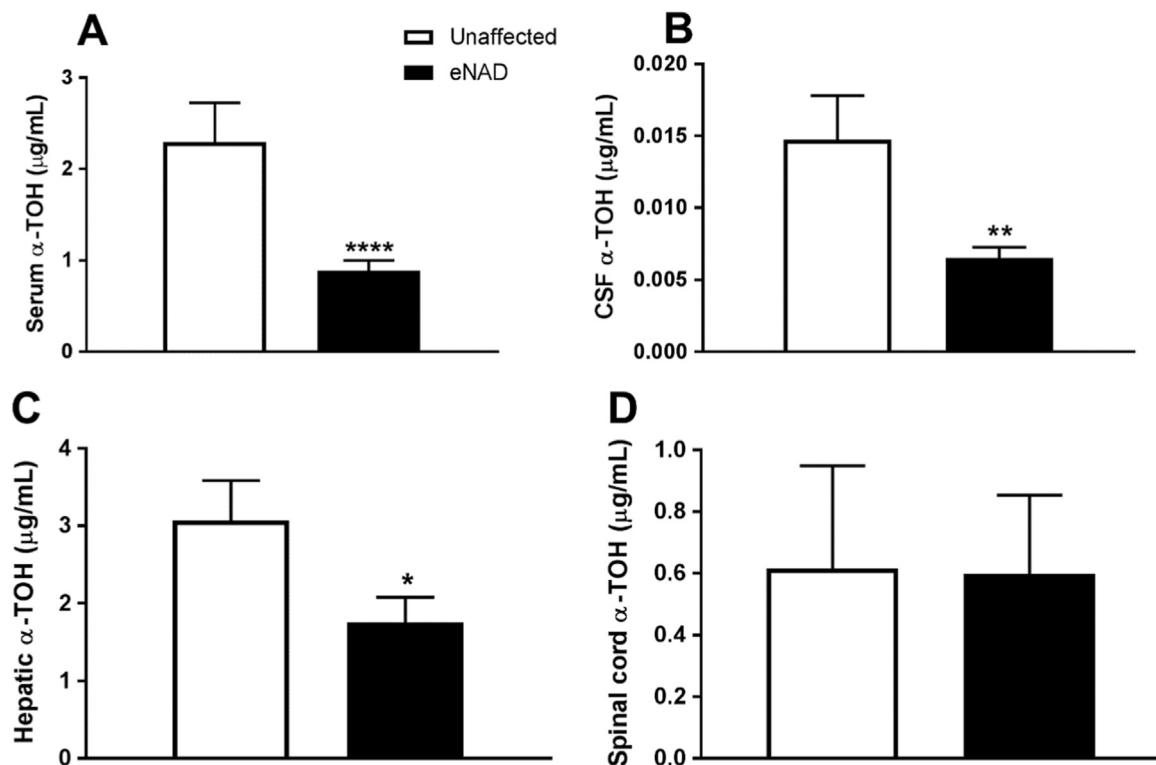 A
Unaffected
eNAD
Serum α-TOH (μg/mL)
3
2
1
0
****
B
CSF α-TOH (μg/mL)
0.020
0.015
0.010
0.005
0.000
**
C
Hepatic α-TOH (μg/mL)
4
3
2
1
0
*
D
Spinal cord α-TOH (μg/mL)
1.0
0.8
0.6
0.4
0.2
0.0